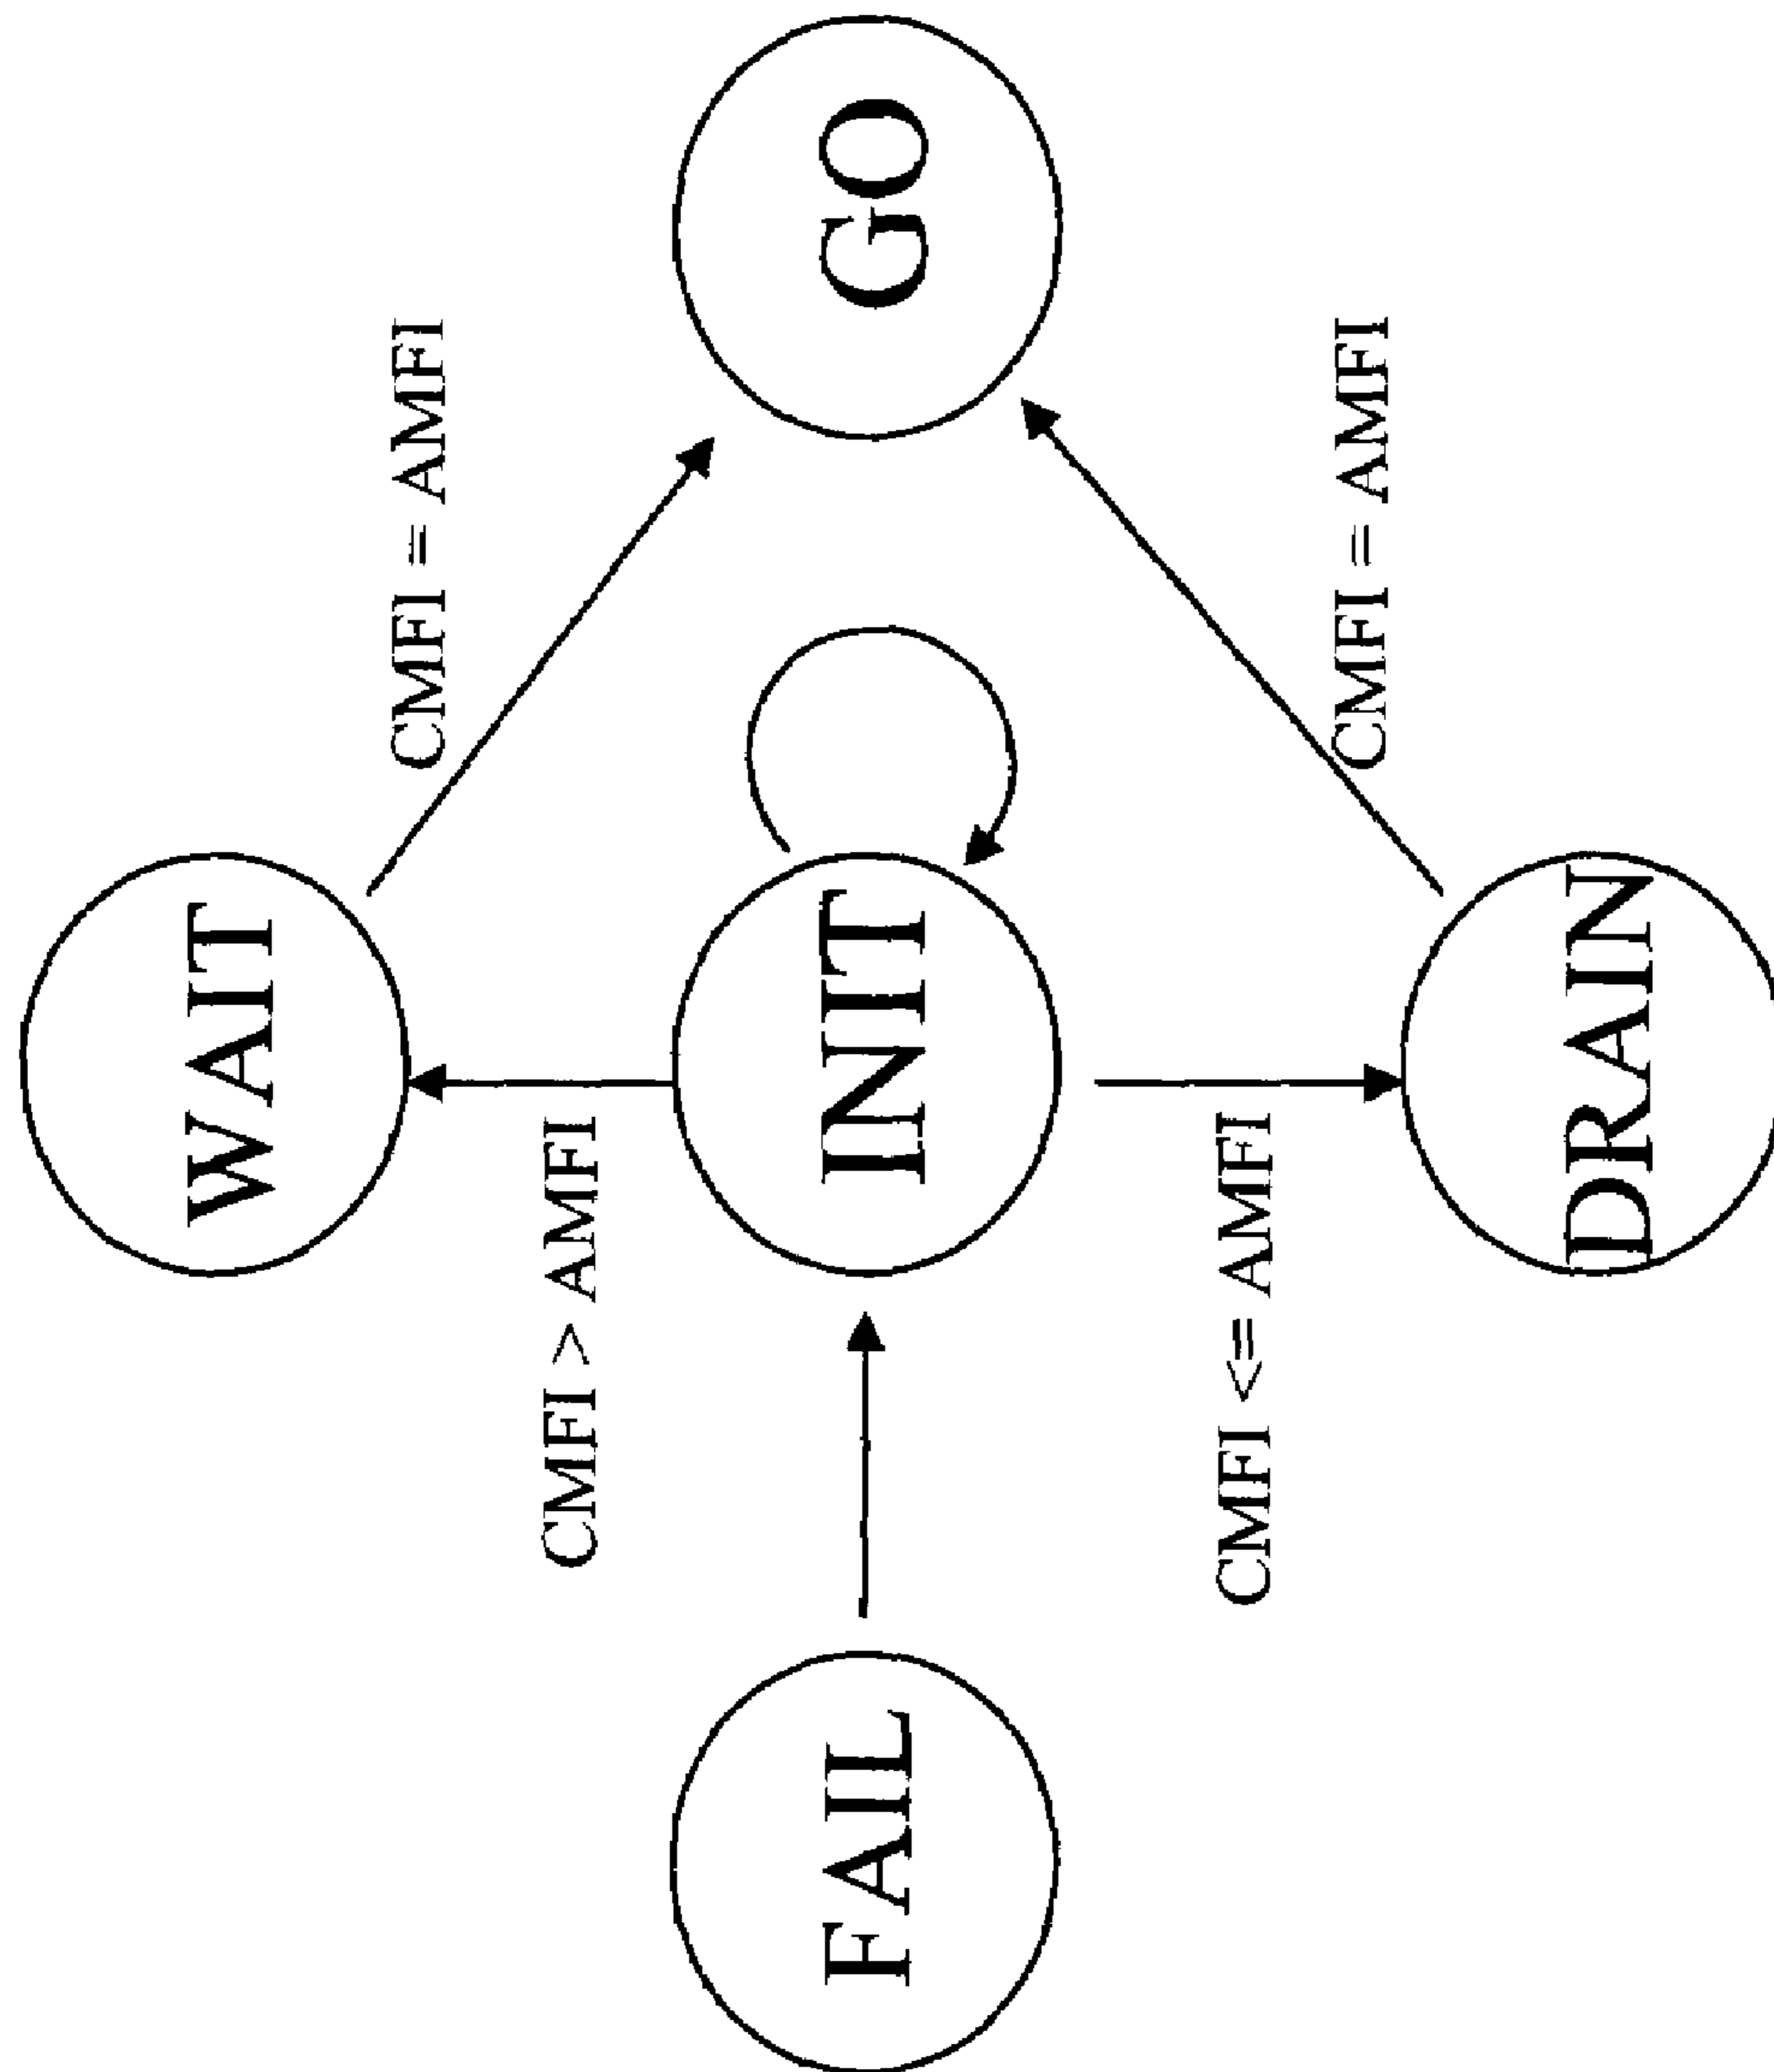 WAIT
CMFI = AMFI
CMFI > AMFI
FAIL
INIT
GO
CMFI <= AMFI
CMFI = AMFI
DRAIN